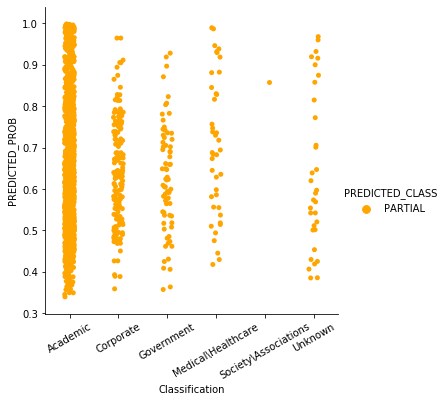 1.0
0.9
0.8
0.7
0.6
0.5
0.4
0.3
PREDICTED_PROB
Academic
Corporate
Government
Medical\Healthcare
Society\Associations
Unknown
Classification
PREDICTED_CLASS
PARTIAL